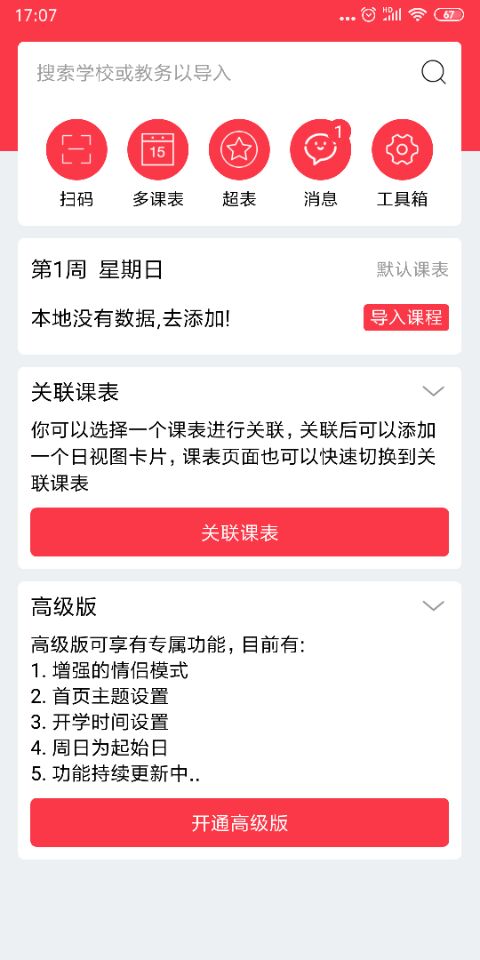 17:07
HD
67
搜索学校或教务以导入
15
1
扫码 多课表 超表 消息 工具箱
第1周 星期日 默认课表
本地没有数据,去添加! 导入课程
关联课表
你可以选择一个课表进行关联, 关联后可以添加
一个日视图卡片, 课表页面也可以快速切换到关
联课表
关联课表
高级版
高级版可享有专属功能, 目前有:
1. 增强的情侣模式
2. 首页主题设置
3. 开学时间设置
4. 周日为起始日
5. 功能持续更新中..
开通高级版